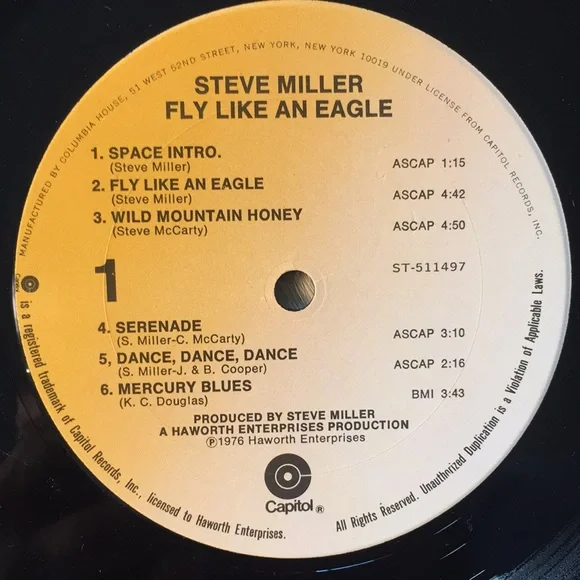 MANUFACTURED BY COLUMBIA HOUSE, 51 WEST 52ND STREET, NEW YORK, NEW YORK 10019 UNDER LICENSE FROM CAPITOL RECORDS, INC.
STEVE MILLER
FLY LIKE AN EAGLE
1. SPACE INTRO. ASCAP 1:15
(Steve Miller)
2. FLY LIKE AN EAGLE ASCAP 4:42
(Steve Miller)
3. WILD MOUNTAIN HONEY ASCAP 4:50
(Steve McCarty)
1 ST-511497
4. SERENADE ASCAP 3:10
(S. Miller-C. McCarty)
5, DANCE, DANCE, DANCE ASCAP 2:16
(S. Miller-J. & B. Cooper)
6. MERCURY BLUES BMI 3:43
(K. C. Douglas)
PRODUCED BY STEVE MILLER
A HAWORTH ENTERPRISES PRODUCTION
Ⓟ1976 Haworth Enterprises
Capitol®
Capitol is a registered trademark of Capitol Records, Inc., licensed to Haworth Enterprises.
All Rights Reserved. Unauthorized Duplication is a Violation of Applicable Laws.